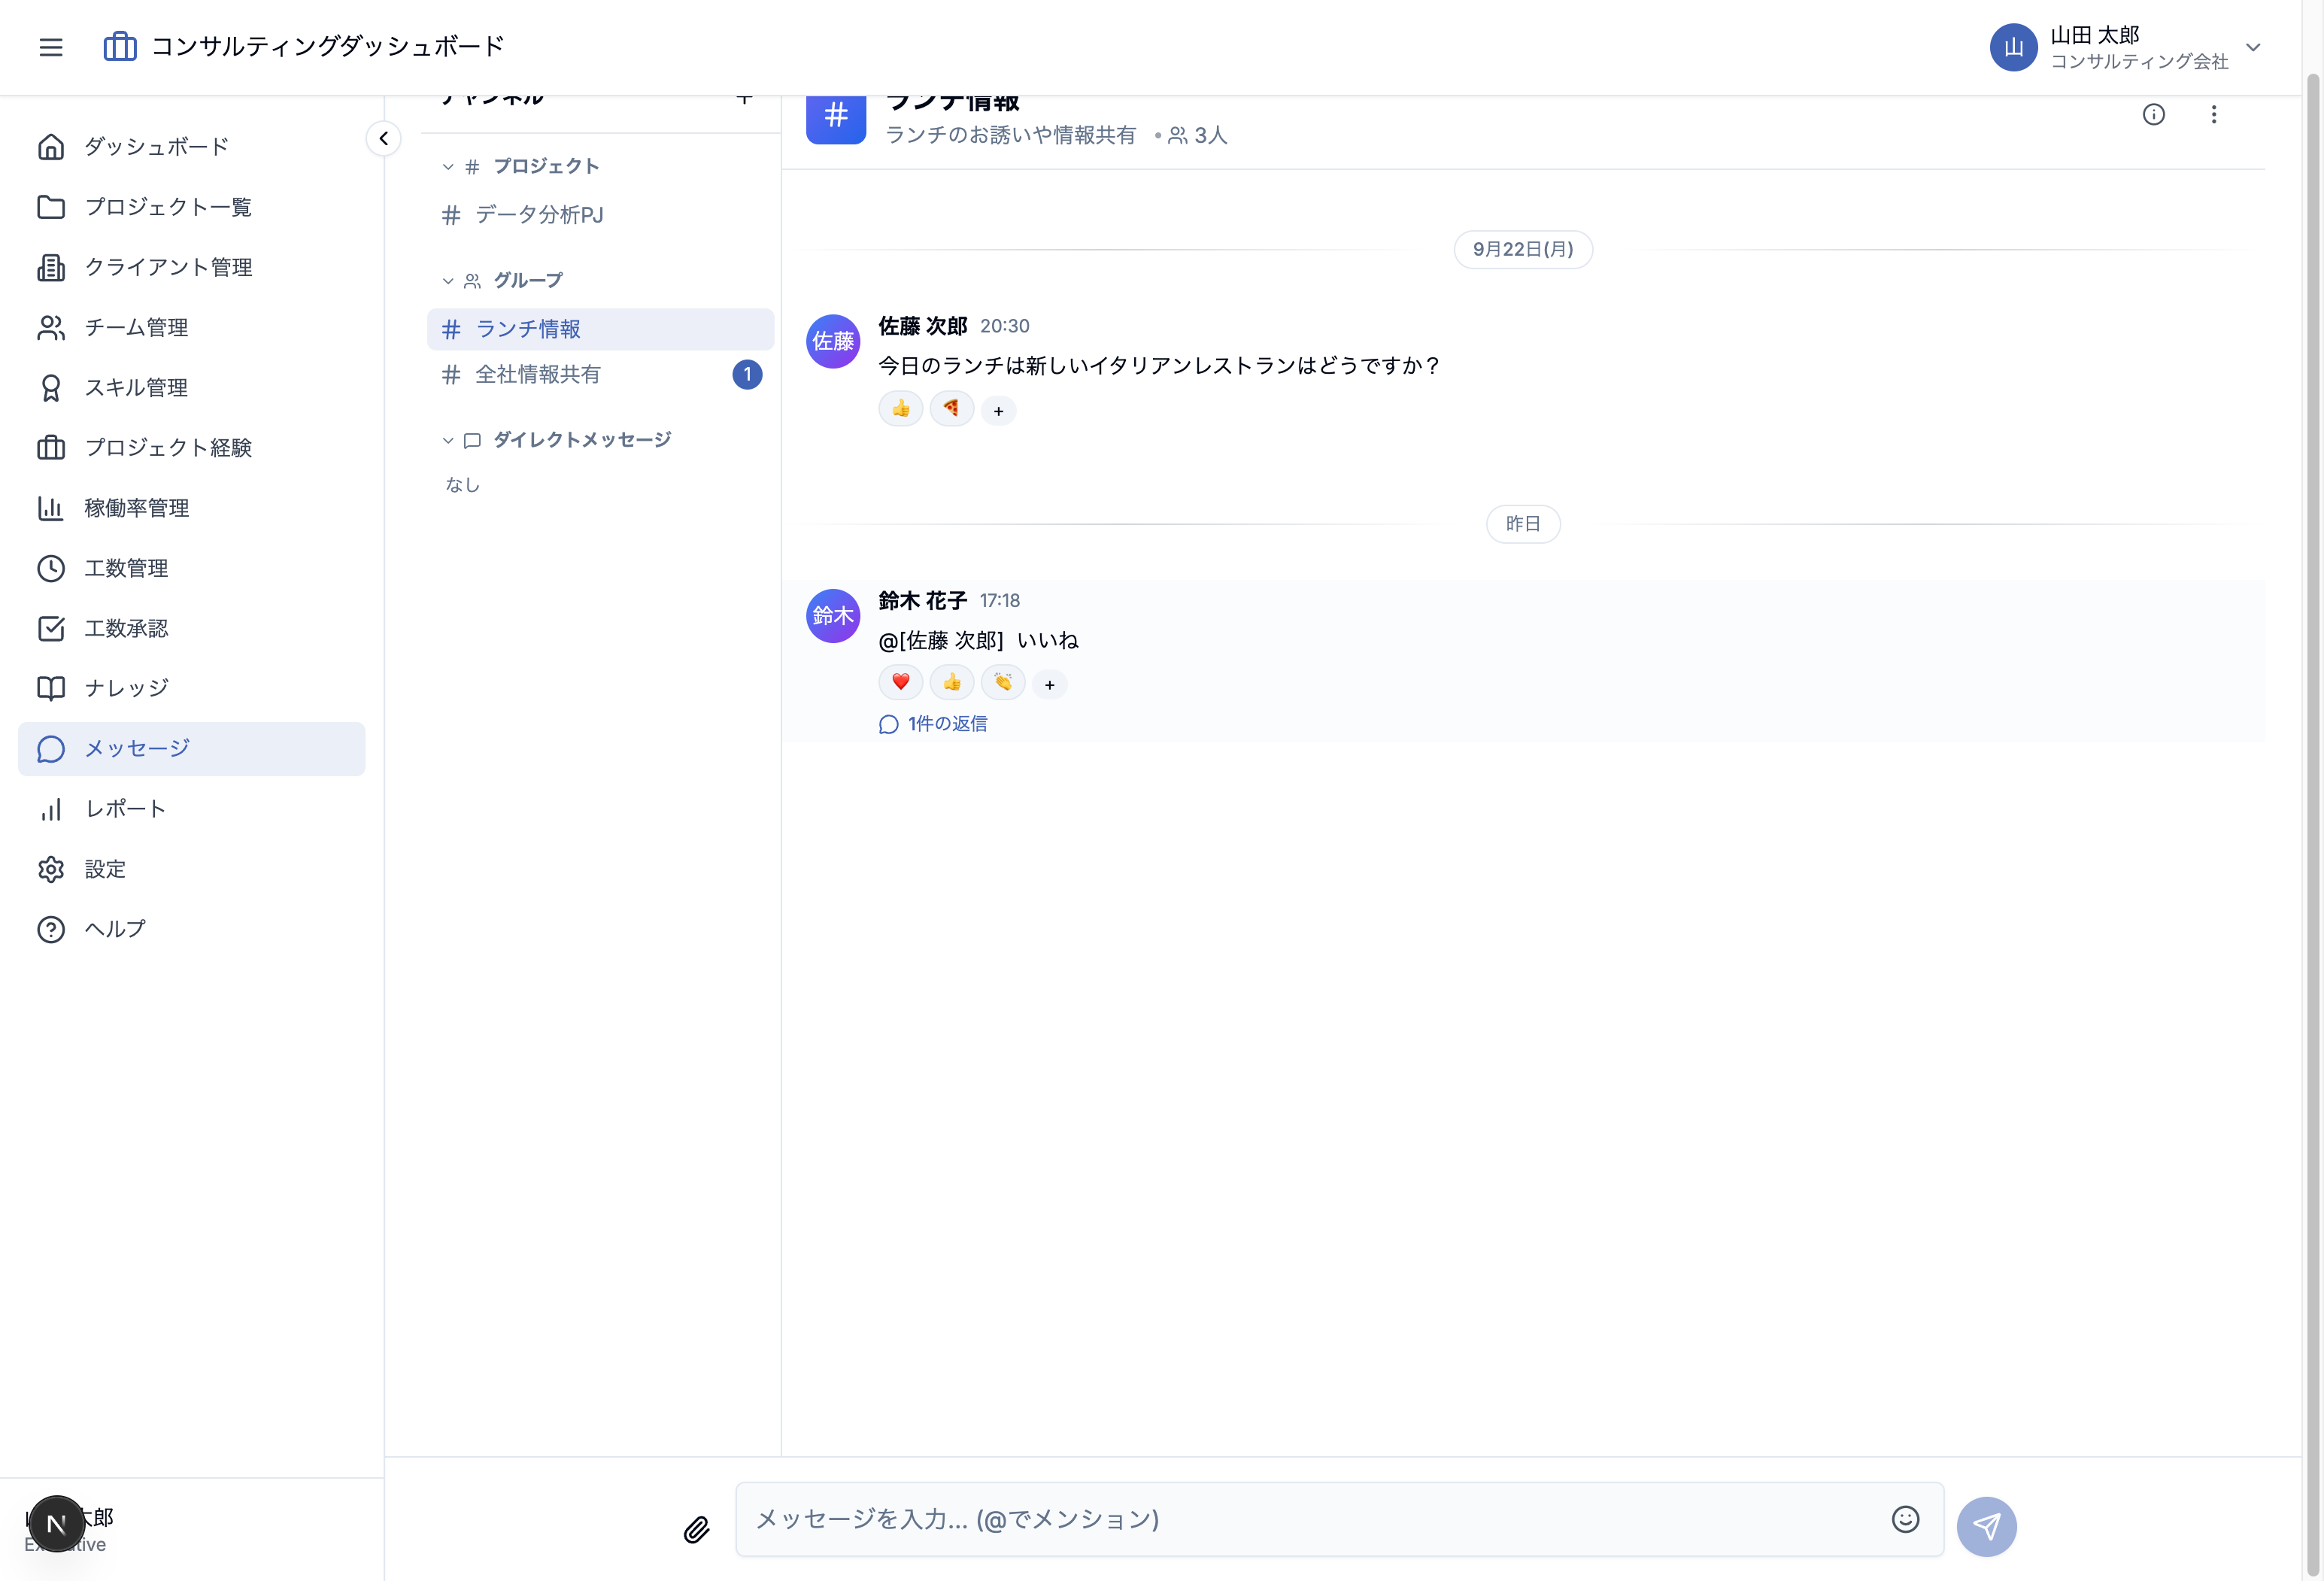 コンサルティングダッシュボード
山
山田 太郎
コンサルティング会社
ダッシュボード
プロジェクト一覧
クライアント管理
チーム管理
スキル管理
プロジェクト経験
稼働率管理
工数管理
工数承認
ナレッジ
メッセージ
レポート
設定
ヘルプ
N
太郎
チャンネル
プロジェクト
# データ分析PJ
グループ
# ランチ情報
# 全社情報共有
1
ダイレクトメッセージ
なし
#
ランチ情報
ランチのお誘いや情報共有 • 3人
9月22日(月)
佐藤
佐藤 次郎 20:30
今日のランチは新しいイタリアンレストランはどうですか？
👍 🍕 +
昨日
鈴木
鈴木 花子 17:18
@[佐藤 次郎] いいね
❤️ 👍 👏 +
1件の返信
メッセージを入力... (@でメンション)